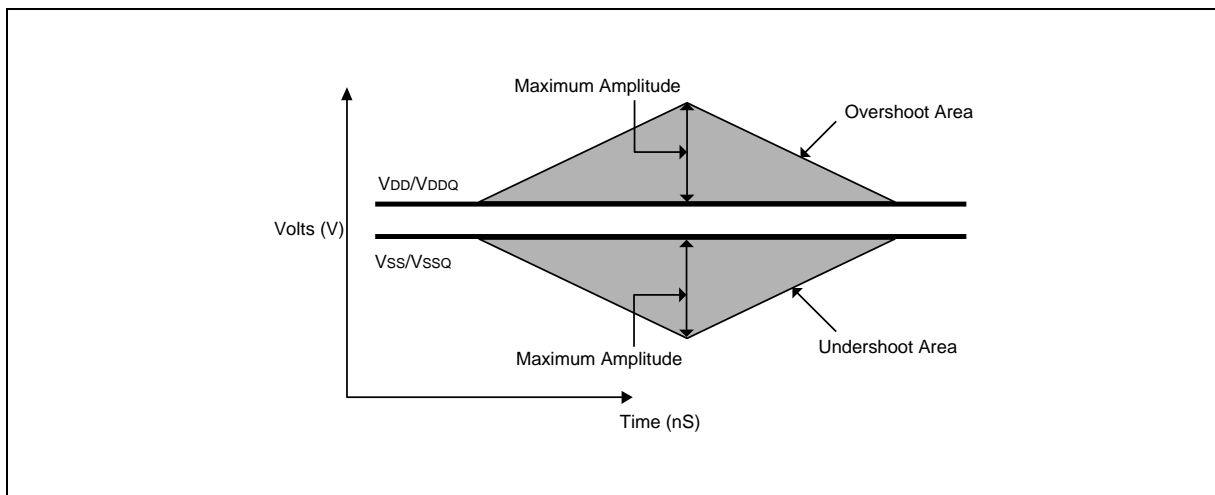 Maximum Amplitude
Overshoot Area
VDD/VDDQ
Volts (V)
VSS/VSSQ
Maximum Amplitude
Undershoot Area
Time (nS)